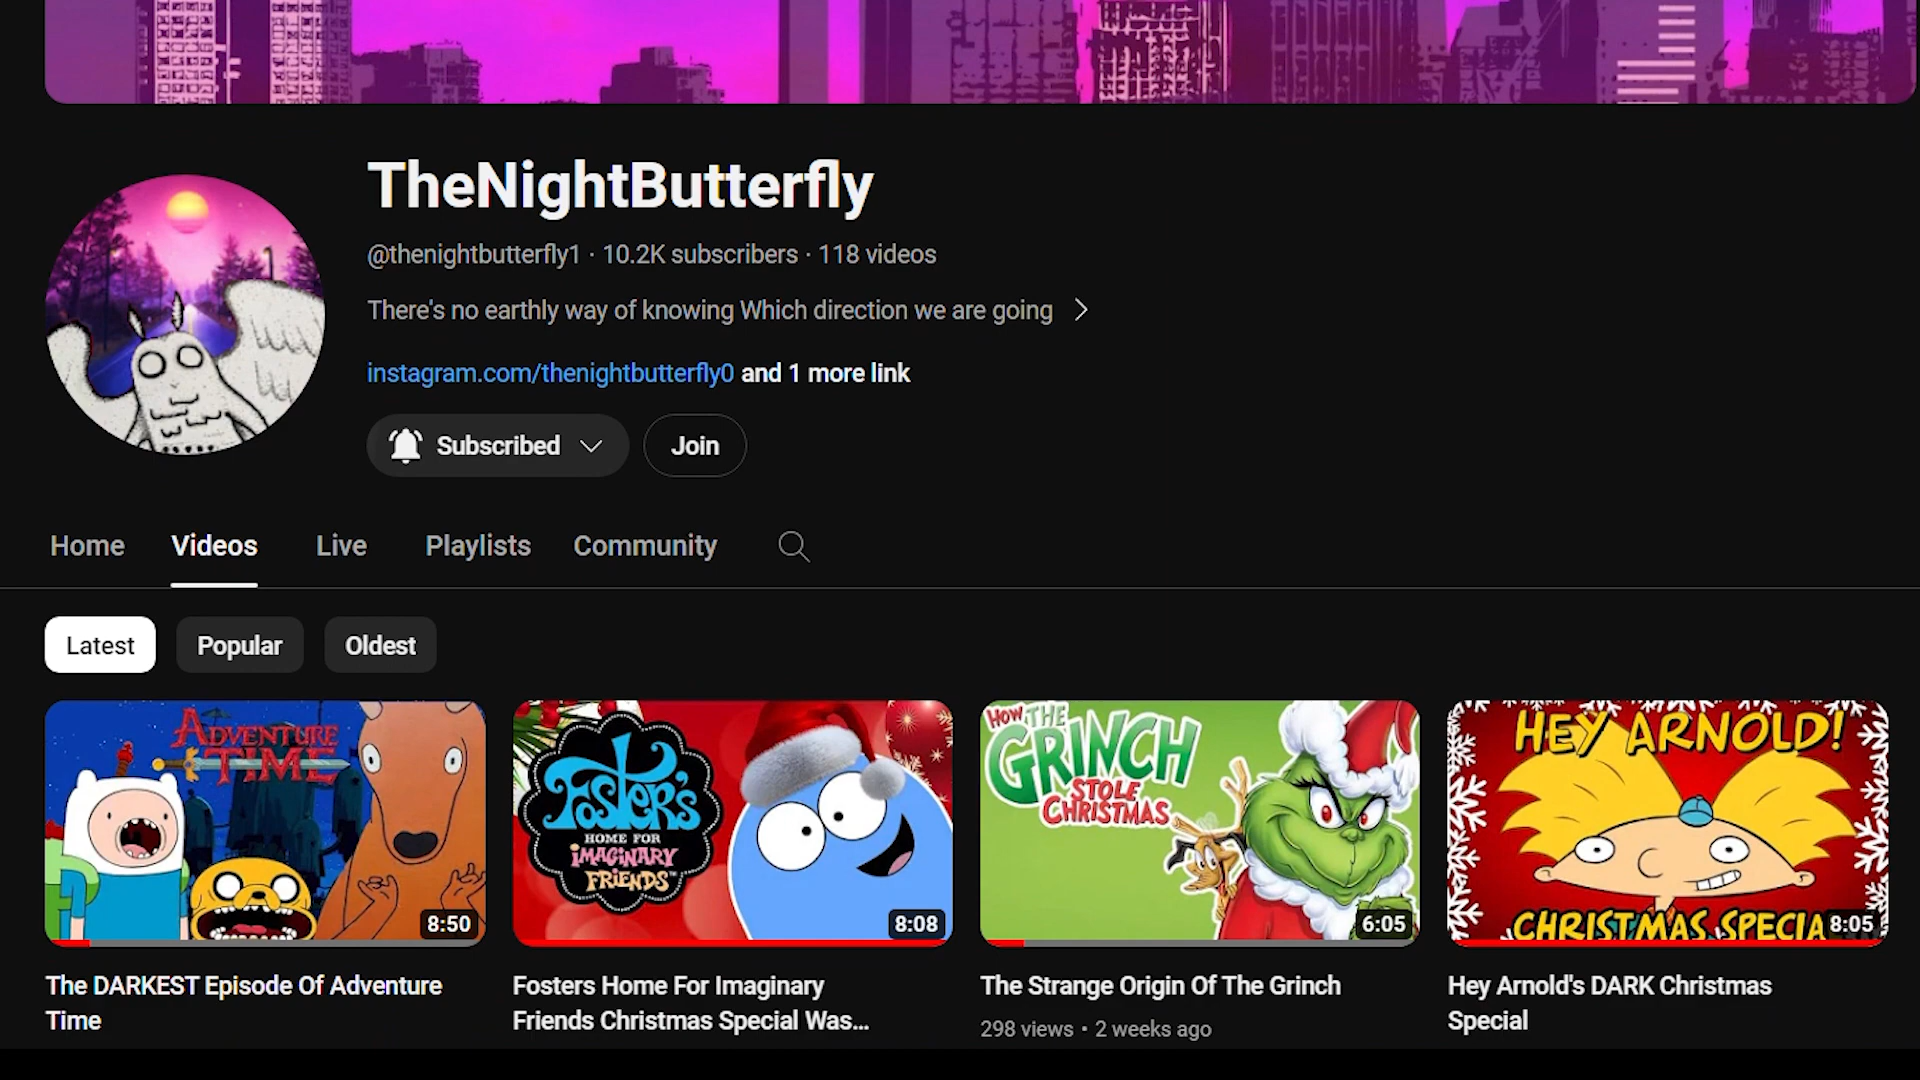 TheNightButterfly
@thenightbutterfly1 · 10.2K subscribers · 118 videos
There's no earthly way of knowing Which direction we are going
instagram.com/thenightbutterfly0 and 1 more link
Subscribed
Join
Home
Videos
Live
Playlists
Community
Latest
Popular
Oldest
ADVENTURE
TIME
8:50
Foster's
HOME FOR
IMAGINARY
FRIENDS
8:08
HOW THE
GRINCH
STOLE
CHRISTMAS
6:05
HEY ARNOLD!
CHRISTMAS SPECIA
8:05
The DARKEST Episode Of Adventure
Time
Fosters Home For Imaginary
Friends Christmas Special Was...
The Strange Origin Of The Grinch
298 views • 2 weeks ago
Hey Arnold's DARK Christmas
Special